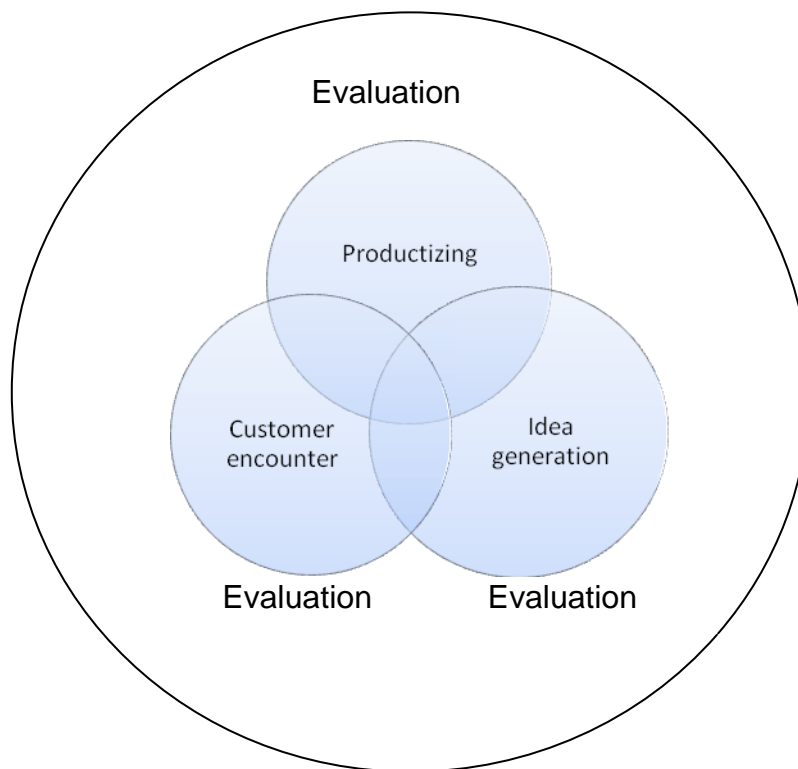 Evaluation
Productizing
Customer
encounter
Idea
generation
Evaluation
Evaluation